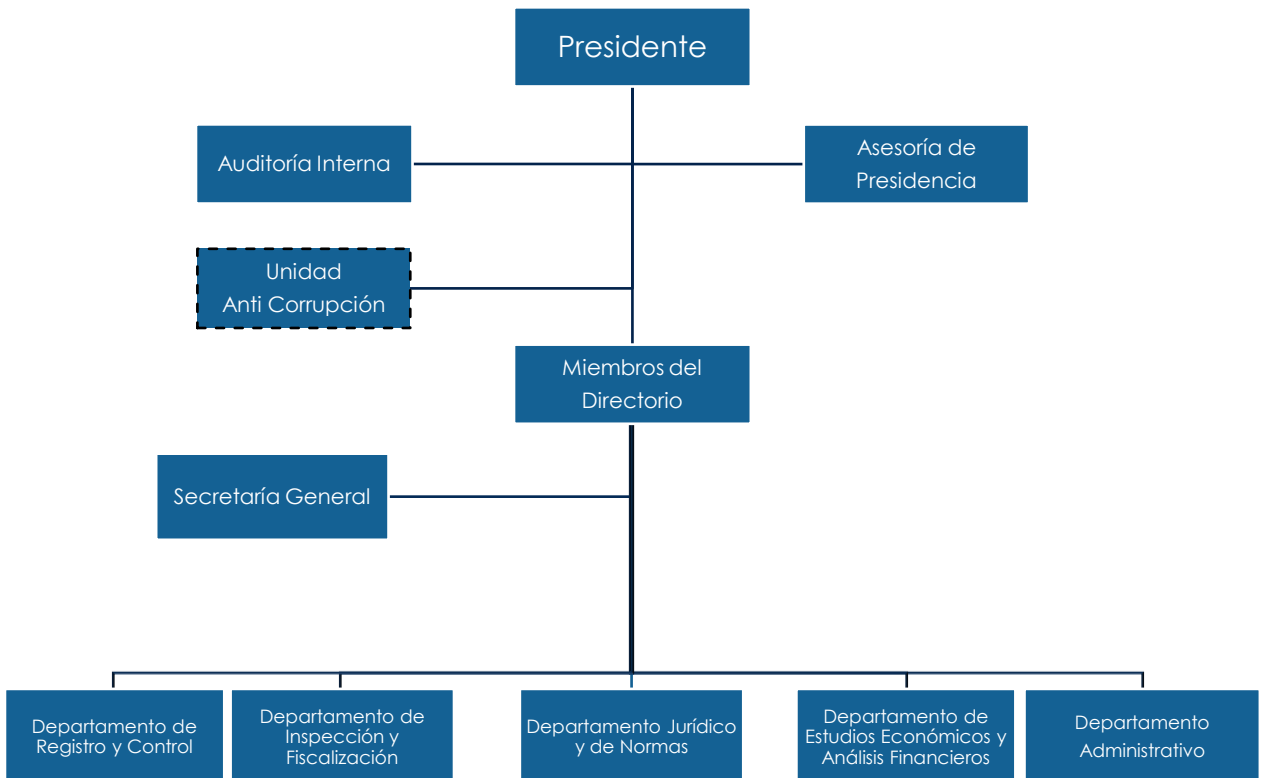 Presidente
Auditoría Interna
Asesoría de
Presidencia
Unidad
Anti Corrupción
Miembros del
Directorio
Secretaría General
Departamento de
Registro y Control
Departamento de
Inspección y
Fiscalización
Departamento Jurídico
y de Normas
Departamento de
Estudios Económicos y
Análisis Financieros
Departamento
Administrativo